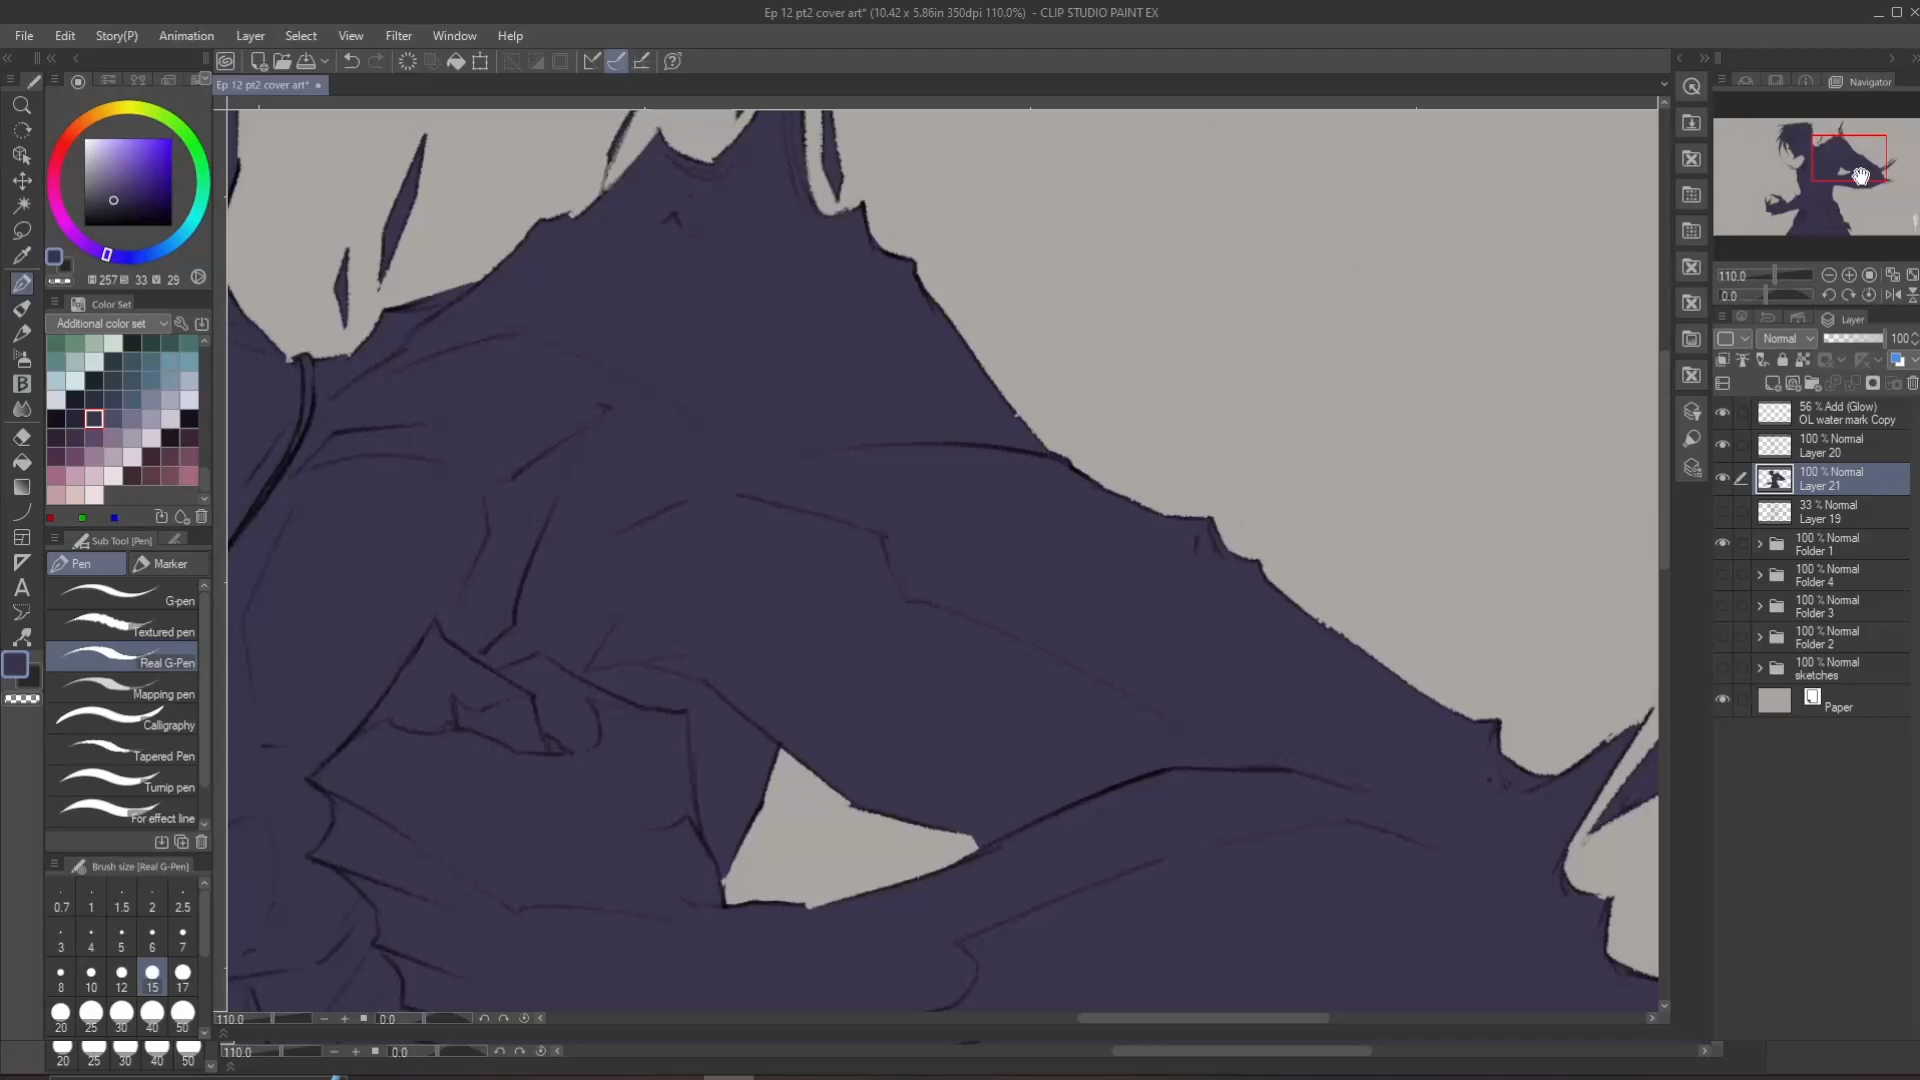 Ep 12 pt2 cover art* (10.42 x 5.86in 350dpi 110.0%) - CLIP STUDIO PAINT EX
File Edit Story(P) Animation Layer Select View Filter Window Help
Ep 12 pt2 cover art*
Navigator
257 33 29
Color Set
Additional color set
110.0
0.0
Layer
Normal 100
56 % Add (Glow)
OL water mark Copy
100 % Normal
Layer 20
100 % Normal
Layer 21
33 % Normal
Layer 19
100 % Normal
Folder 1
100 % Normal
Folder 4
100 % Normal
Folder 3
100 % Normal
Folder 2
100 % Normal
sketches
Paper
Sub Tool [Pen]
Pen Marker
G-pen
Textured pen
Real G-Pen
Mapping pen
Calligraphy
Tapered Pen
Turnip pen
For effect line
Brush size [Real G-Pen]
0.7 1 1.5 2 2.5
3 4 5 6 7
8 10 12 15 17
20 25 30 40 50
20 25 30 40 50
110.0 0.0
110.0 0.0